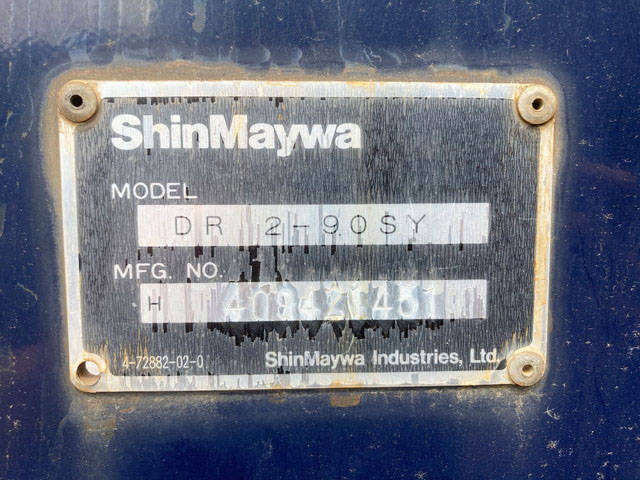 ShinMaywa
MODEL
DR 2-90SY
MFG. NO.
H
4-72882-02-0 ShinMaywa Industries, Ltd.